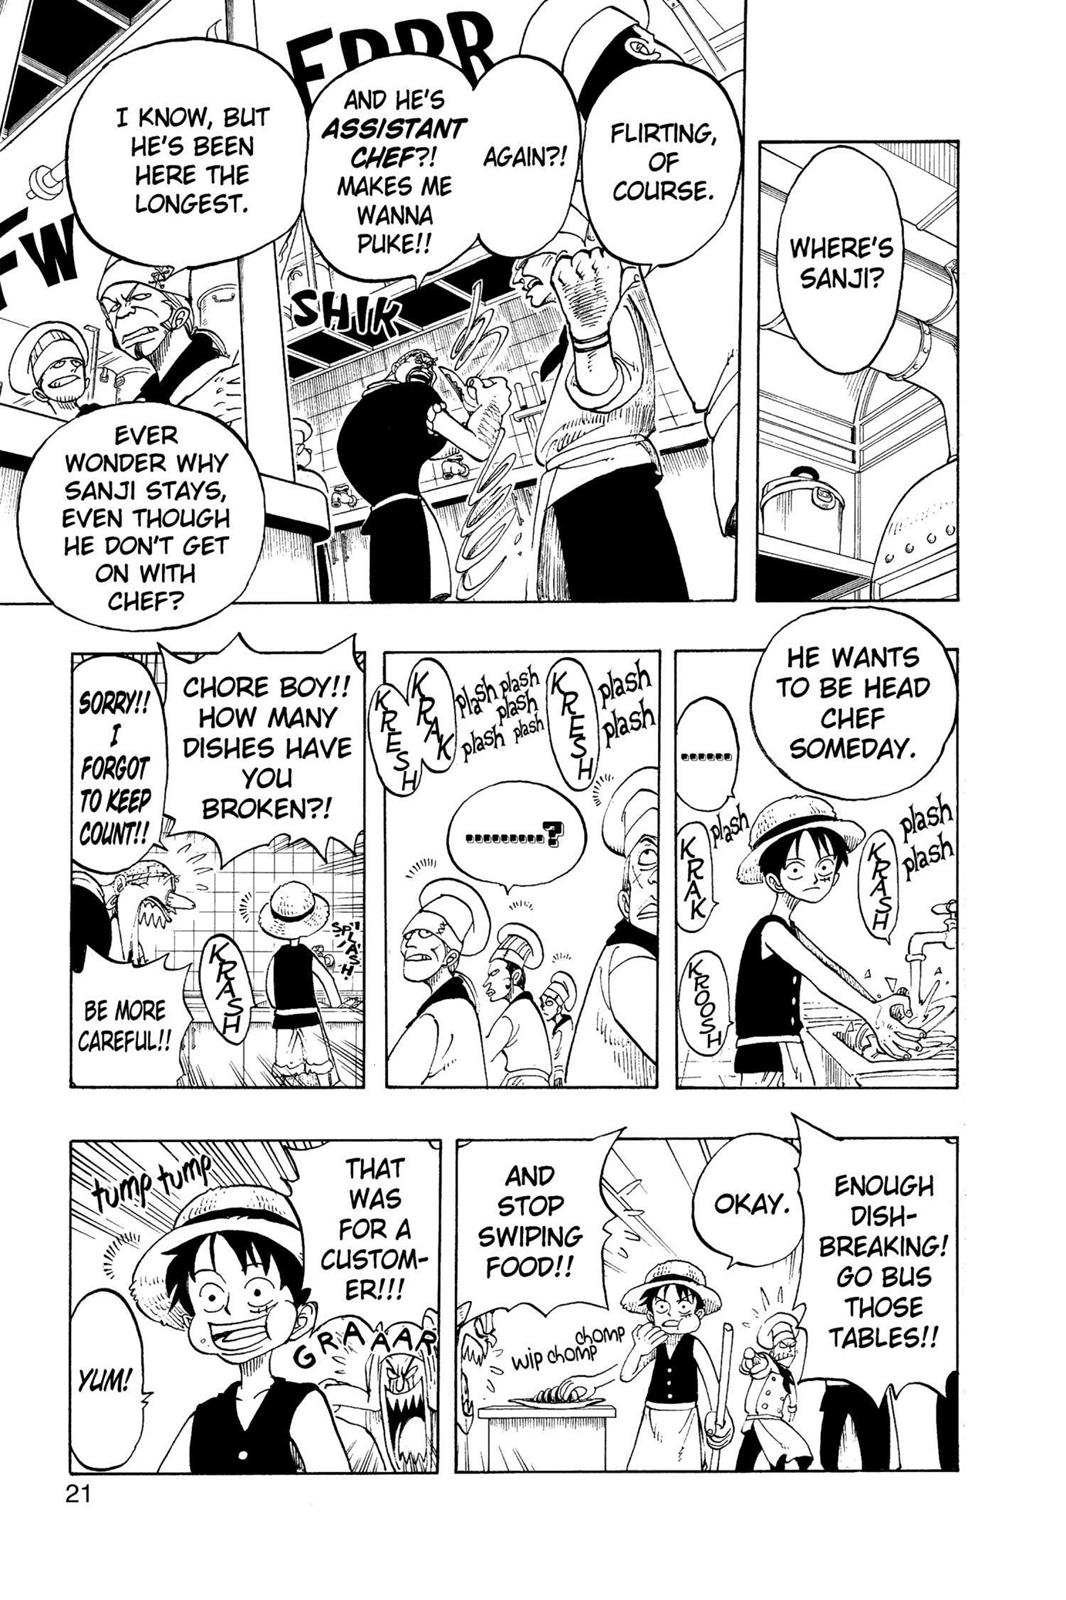 WHERE'S
SANJI?
FLIRTING,
OF
COURSE.
AGAIN?!
AND HE'S
ASSISTANT
CHEF?!
MAKES ME
WANNA
PUKE!!
SHIK
I KNOW, BUT
HE'S BEEN
HERE THE
LONGEST.
EVER
WONDER WHY
SANJI STAYS,
EVEN THOUGH
HE DON'T GET
ON WITH
CHEF?
HE WANTS
TO BE HEAD
CHEF
SOMEDAY.
.......
plash
plash
plash
KRASH
KRAK
KROOSH
plash
plash
KRESH
plash
plash
plash
plash
plash
plash
KRAK
KRESH
..........?
CHORE BOY!!
HOW MANY
DISHES HAVE
YOU
BROKEN?!
SORRY!!
I
FORGOT
TO KEEP
COUNT!!
SPLASH!
KRASH
BE MORE
CAREFUL!!
ENOUGH
DISH-
BREAKING!
GO BUS
THOSE
TABLES!!
OKAY.
AND
STOP
SWIPING
FOOD!!
chomp
wip chomp
THAT
WAS
FOR A
CUSTOM-
ER!!!
GRAAAR
tump tump
YUM!
21